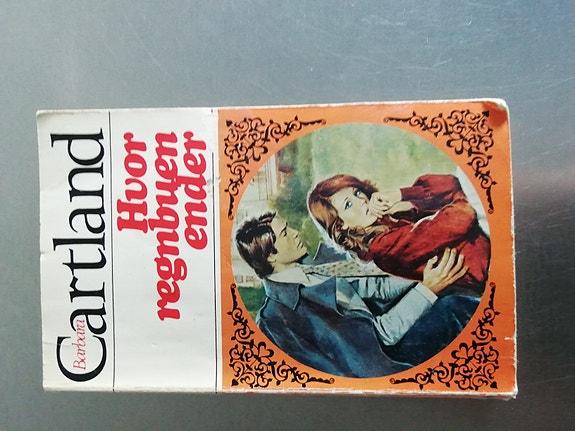 Barbara
Cartland
Hvor
regnbuen
ender